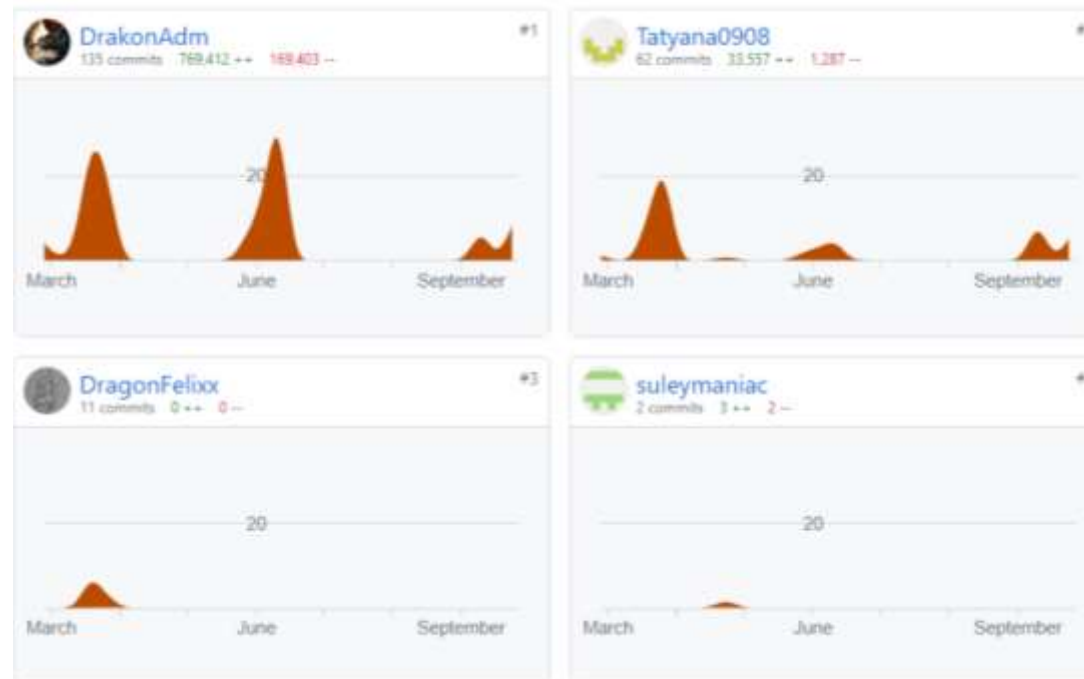 DrakonAdm #1
135 commits 769,412 ++ 169,403 --
20
March June September
Tatyana0908 #
62 commits 33,557 ++ 1,287 --
20
March June September
DragonFelixx #3
11 commits 0 ++ 0 --
20
March June September
suleymaniac #
2 commits 3 ++ 2 --
20
March June September